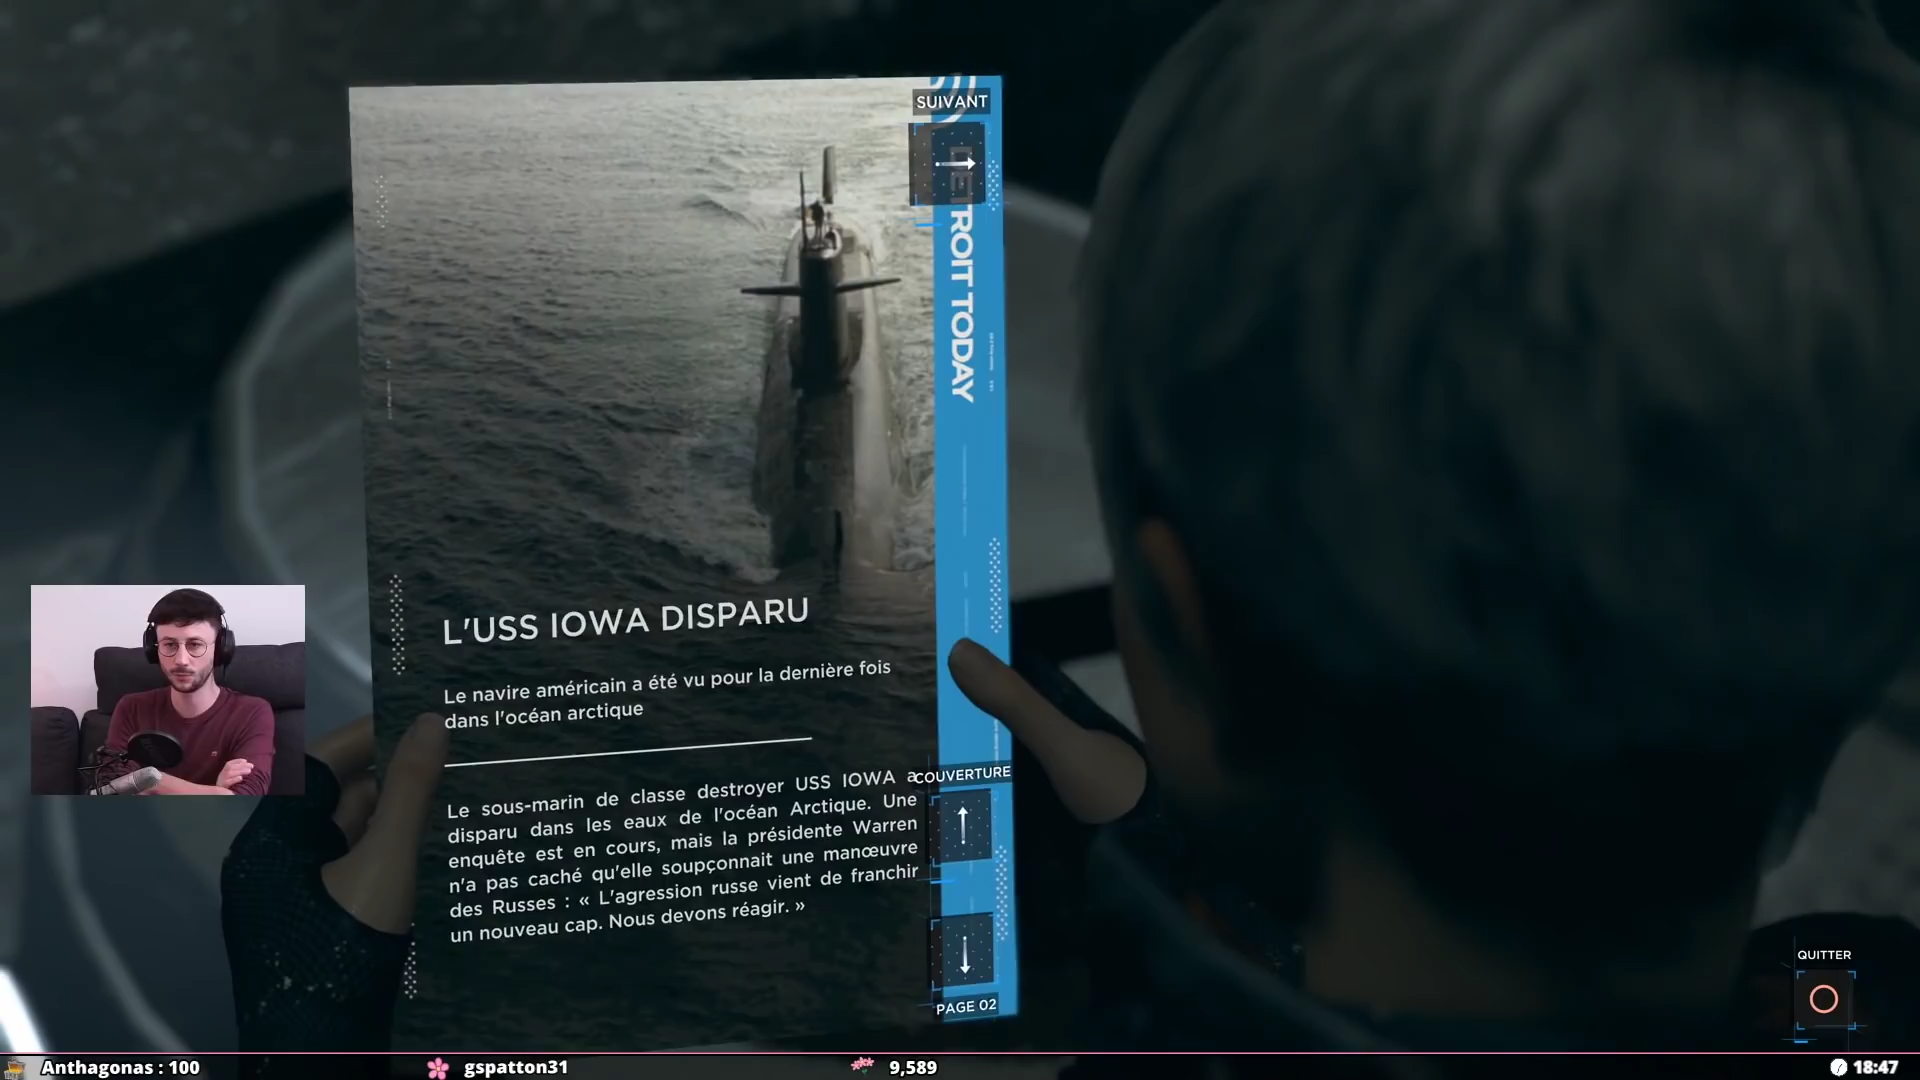 SUIVANT
ROIT TODAY
L'USS IOWA DISPARU
Le navire américain a été vu pour la dernière fois
dans l'océan arctique
Le sous-marin de classe destroyer USS IOWA a
disparu dans les eaux de l'océan Arctique. Une
enquête est en cours, mais la présidente Warren
n'a pas caché qu'elle soupçonnait une manœuvre
des Russes : « L'agression russe vient de franchir
un nouveau cap. Nous devons réagir. »
COUVERTURE
PAGE 02
QUITTER
Anthagonas : 100
gspatton31
9,589
18:47